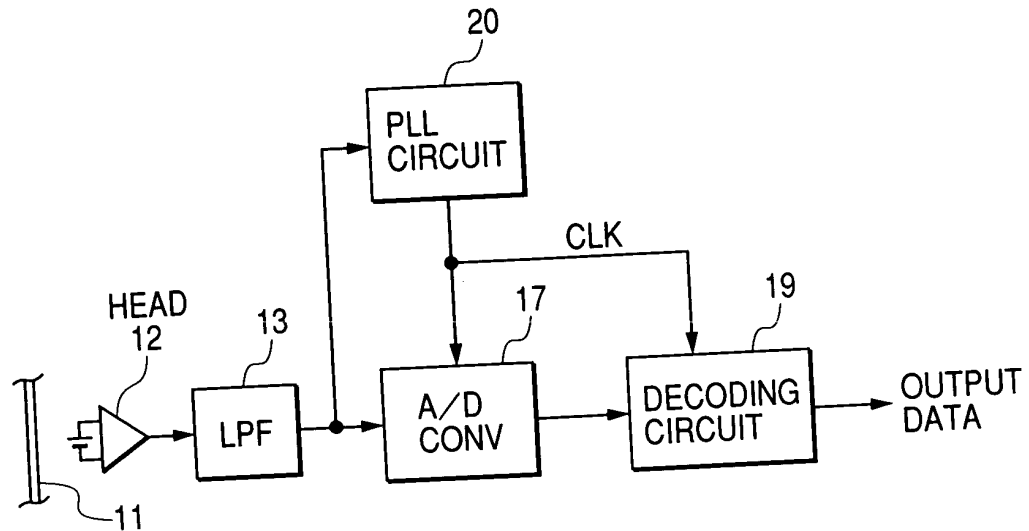 20
PLL
CIRCUIT
CLK
HEAD
12
13
17
19
LPF
A/D
CONV
DECODING
CIRCUIT
OUTPUT
DATA
11